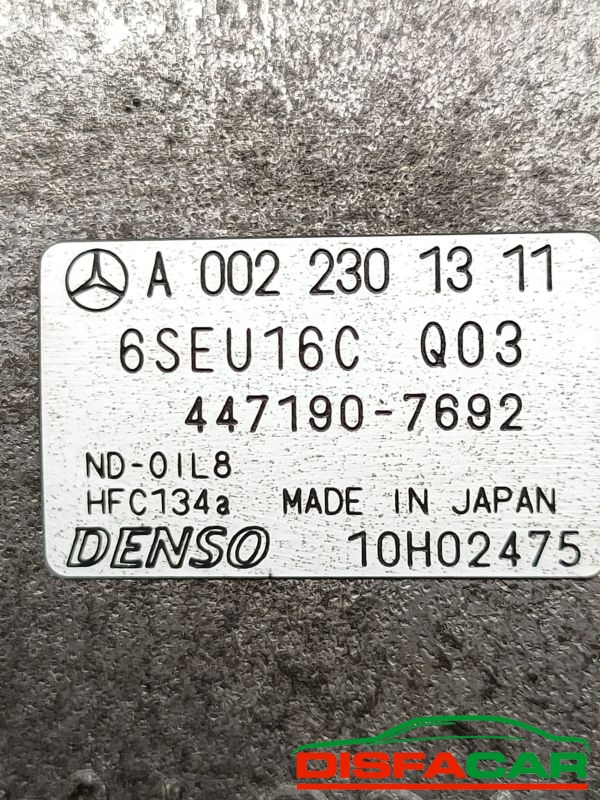 A 002 230 13 11
6SEU16C Q03
447190-7692
ND-OIL8
HFC134a MADE IN JAPAN
DENSO 10H02475
DISFACAR